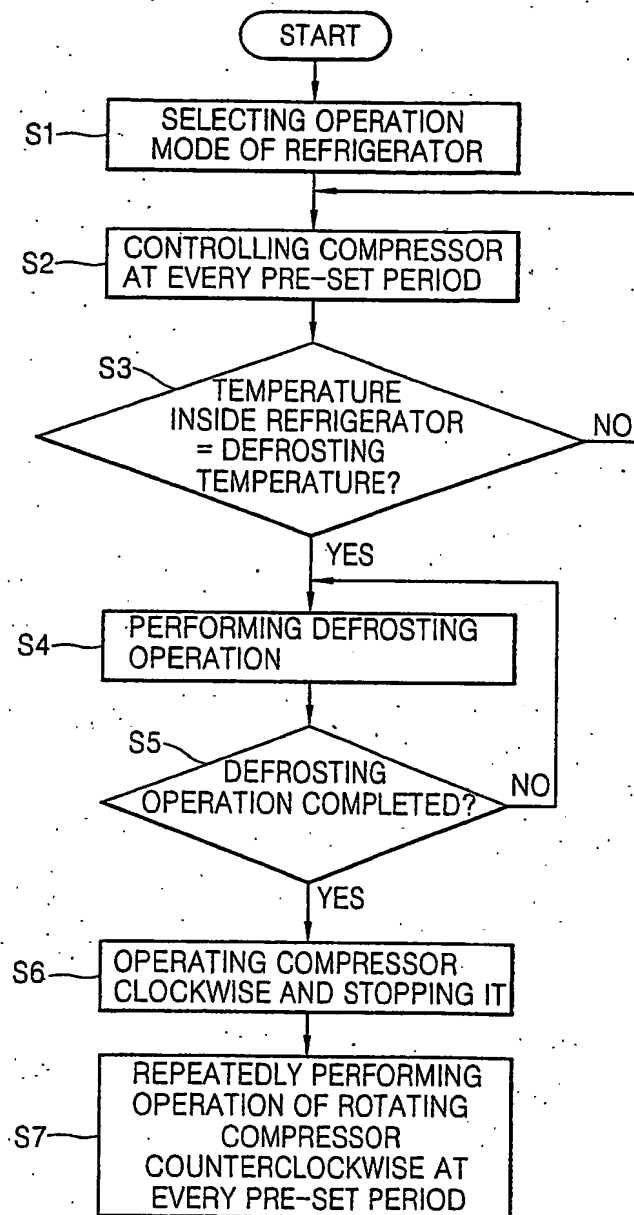 START
S1
SELECTING OPERATION
MODE OF REFRIGERATOR
S2
CONTROLLING COMPRESSOR
AT EVERY PRE-SET PERIOD
S3
TEMPERATURE
INSIDE REFRIGERATOR
= DEFROSTING
TEMPERATURE?
NO
YES
S4
PERFORMING DEFROSTING
OPERATION
S5
DEFROSTING
OPERATION COMPLETED?
NO
YES
S6
OPERATING COMPRESSOR
CLOCKWISE AND STOPPING IT
S7
REPEATEDLY PERFORMING
OPERATION OF ROTATING
COMPRESSOR
COUNTERCLOCKWISE AT
EVERY PRE-SET PERIOD